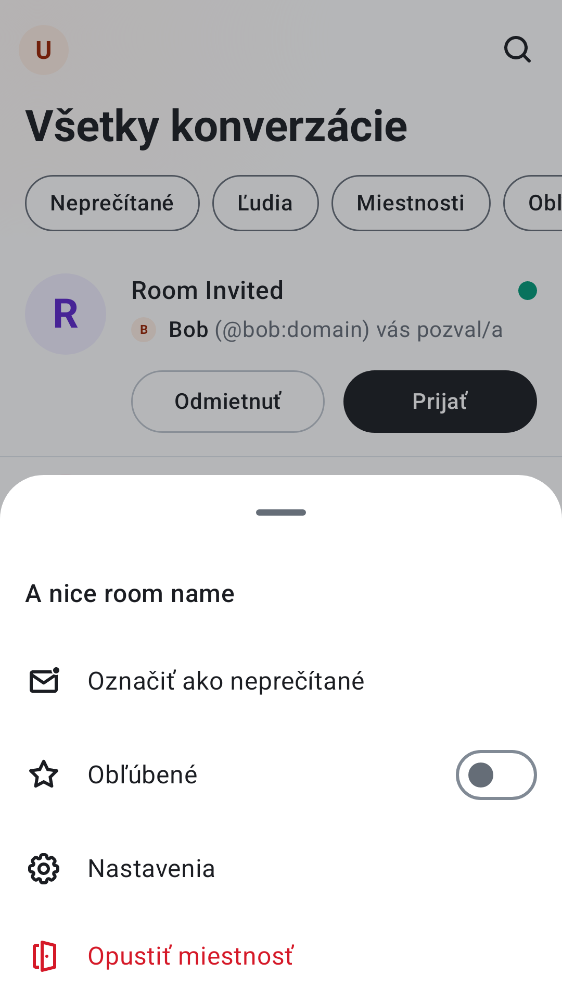 U
Všetky konverzácie
Neprečítané Ľudia Miestnosti Obl
R
Room Invited
B Bob (@bob:domain) vás pozval/a
Odmietnuť Prijať
A nice room name
Označiť ako neprečítané
Obľúbené
Nastavenia
Opustiť miestnosť